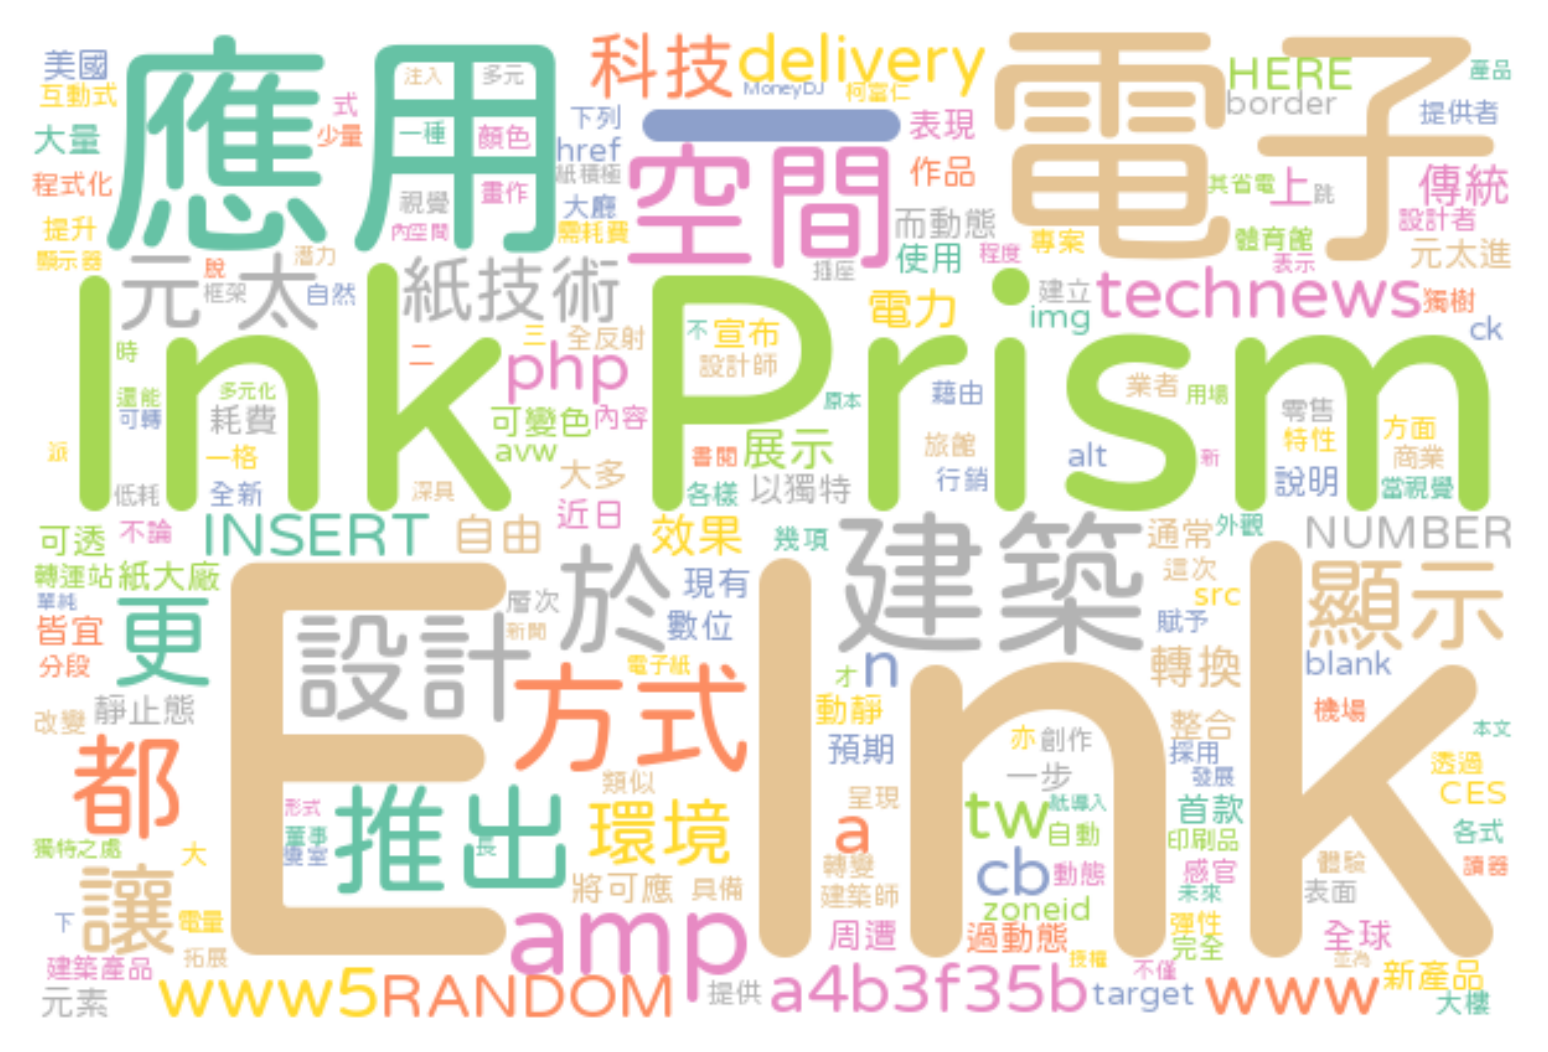 美國
互動式
大量
程式化
提升
顯示器
應用
注入
多元
一種
顏色
視覺
畫作
內空間
式
少量
潛力
科技
delivery
MoneyDJ
柯富仁
下列
一
表現
href
紙積極
大廳
需耗費
空間
作品
而動態
使用
程度
插座
電子
HERE
border
產品
提供者
其省電
上
跳
傳統
設計者
專案
體育館
表示
元太進
元太
脫
框架
自然
紙技術
電力
建立
img
technews
獨樹
ck
Ink Prism
時
還能
多元化
可轉
耗費
派
一格
低耗
全新
二
三
全反射
php
可變色
內容
avw
大多
深具
近日
不
宣布
設計師
原本
書閱
展示
各樣
以獨特
藉由
旅館
行銷
業者
用場
alt
新
零售
特性
說明
方面
商業
當視覺
可透
不論
INSERT
自由
效果
幾項
建築
通常
外觀
NUMBER
轉運站
紙大廠
單純
皆宜
分段
更
E Ink
設計
層次
新聞
於
現有
數位
電子紙
方式
這次
src
賦予
顯示
blank
n
才
轉換
動靜
預期
改變
靜止態
都
整合
採用
發展
機場
本文
亦
創作
一步
透過
CES
類似
環境
呈現
a
tw
紙導入
自動
首款
印刷品
各式
獨特之處
大
形式
董事
長
推出
轉變
建築師
cb
動態
感官
未來
體驗
表面
讀器
讓
下
電量
將可應
具備
zoneid
彈性
完全
amp
周遭
過動態
授權
全球
建築產品
拓展
元素
www5
RANDOM
提供
a4b3f35b
target
不僅
www
並為
新產品
大樓